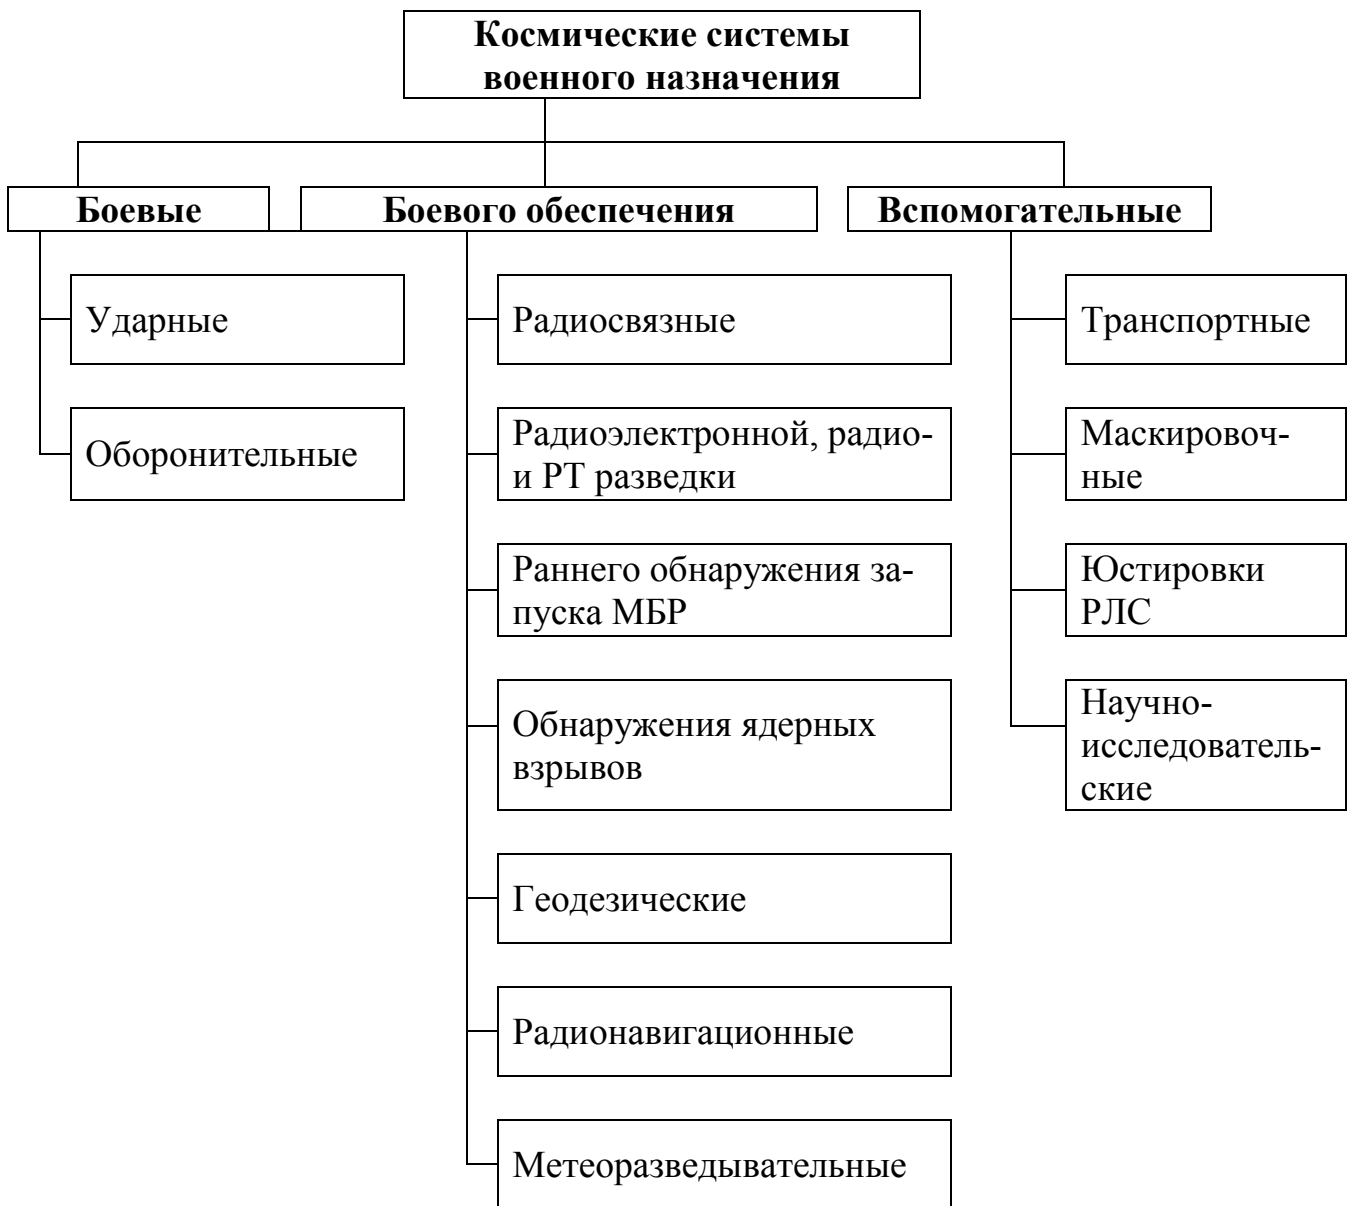 Космические системы
военного назначения
Боевые
Ударные
Оборонительные
Боевого обеспечения
Радиосвязные
Радиоэлектронной, радио-
и РТ разведки
Раннего обнаружения за-
пуска МБР
Обнаружения ядерных
взрывов
Геодезические
Радионавигационные
Метеоразведывательные
Вспомогательные
Транспортные
Маскировоч-
ные
Юстировки
РЛС
Научно-
исследователь-
ские